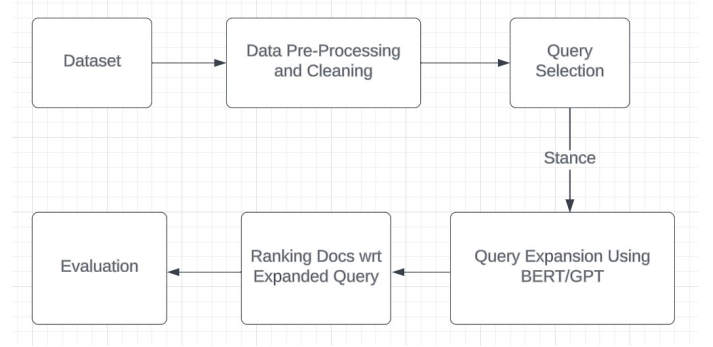 Dataset
Data Pre-Processing
and Cleaning
Query
Selection
Stance
Query Expansion Using
BERT/GPT
Ranking Docs wrt
Expanded Query
Evaluation